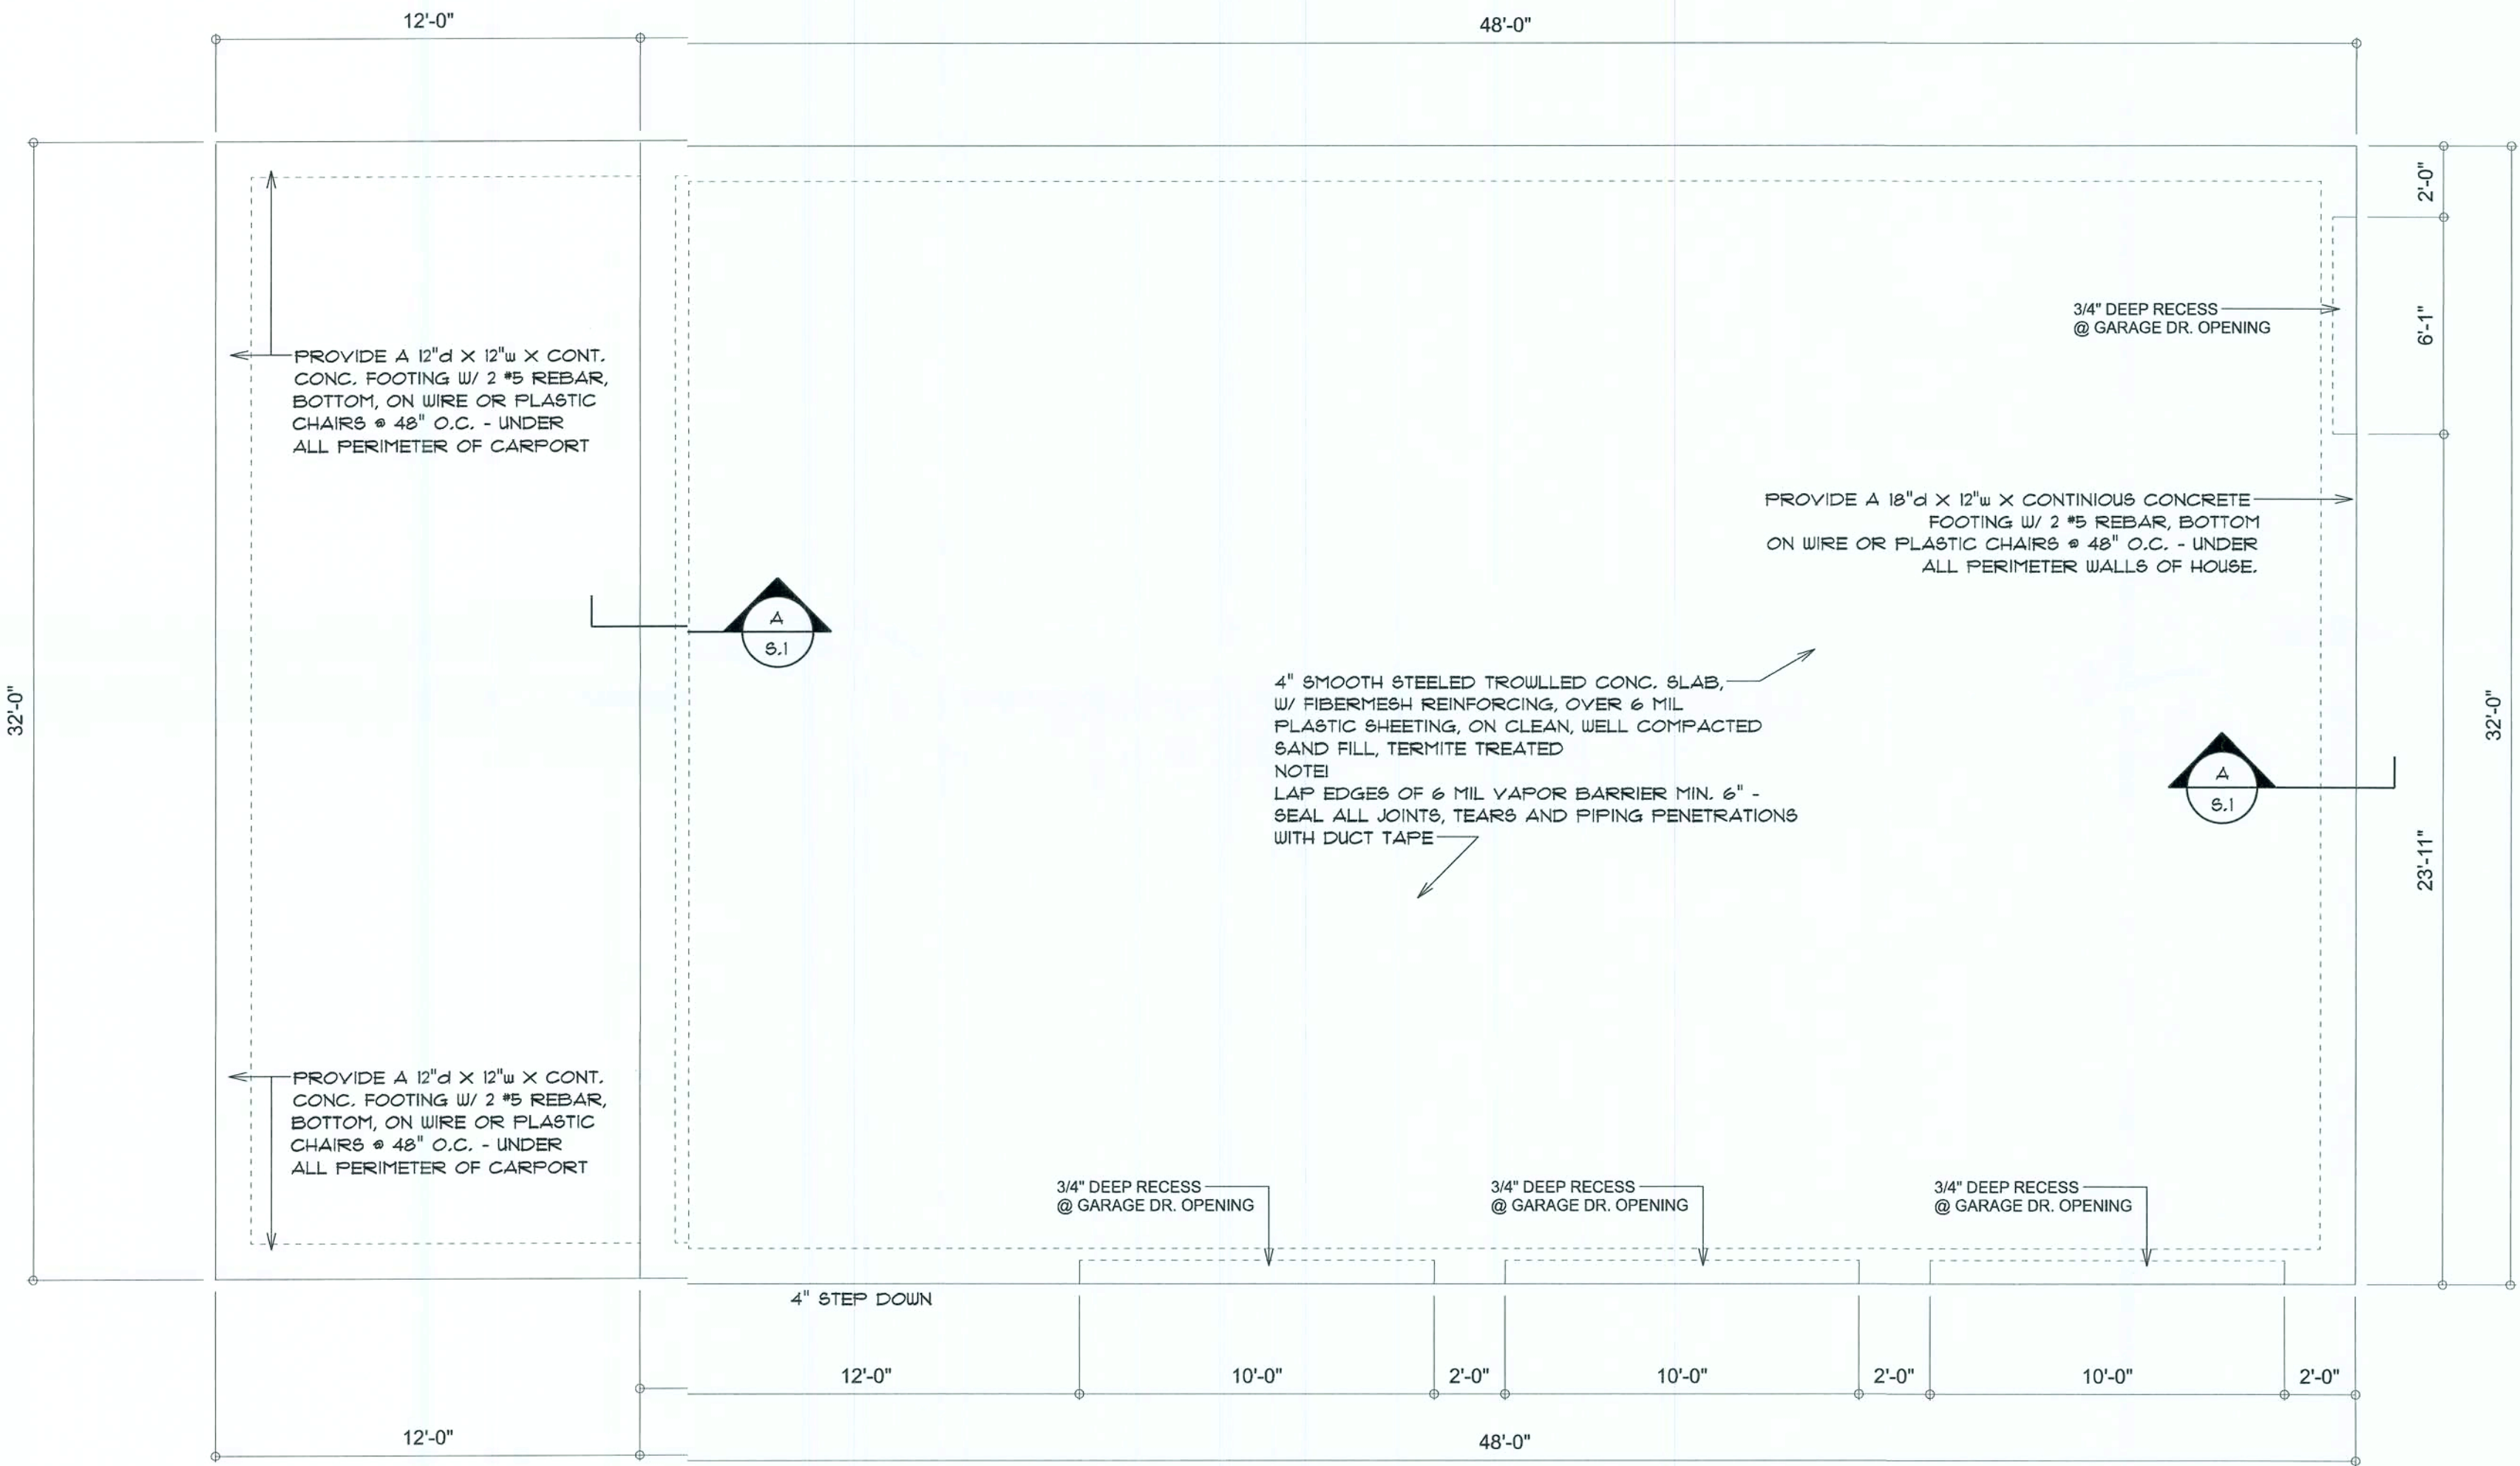 12'-0"
48'-0"
2'-0"
6'-1"
23'-11"
32'-0"
32'-0"
3/4" DEEP RECESS
@ GARAGE DR. OPENING
PROVIDE A 12"d X 12"w X CONT.
CONC. FOOTING W/ 2 #5 REBAR,
BOTTOM, ON WIRE OR PLASTIC
CHAIRS @ 48" O.C. - UNDER
ALL PERIMETER OF CARPORT
PROVIDE A 18"d X 12"w X CONTINIOUS CONCRETE
FOOTING W/ 2 #5 REBAR, BOTTOM
ON WIRE OR PLASTIC CHAIRS @ 48" O.C. - UNDER
ALL PERIMETER WALLS OF HOUSE.
A
S.1
4" SMOOTH STEELED TROWLLED CONC. SLAB,
W/ FIBERMESH REINFORCING, OVER 6 MIL
PLASTIC SHEETING, ON CLEAN, WELL COMPACTED
SAND FILL, TERMITE TREATED
NOTE!
LAP EDGES OF 6 MIL VAPOR BARRIER MIN. 6" -
SEAL ALL JOINTS, TEARS AND PIPING PENETRATIONS
WITH DUCT TAPE
A
S.1
PROVIDE A 12"d X 12"w X CONT.
CONC. FOOTING W/ 2 #5 REBAR,
BOTTOM, ON WIRE OR PLASTIC
CHAIRS @ 48" O.C. - UNDER
ALL PERIMETER OF CARPORT
3/4" DEEP RECESS
@ GARAGE DR. OPENING
3/4" DEEP RECESS
@ GARAGE DR. OPENING
3/4" DEEP RECESS
@ GARAGE DR. OPENING
4" STEP DOWN
12'-0"
10'-0"
2'-0"
10'-0"
2'-0"
10'-0"
2'-0"
12'-0"
48'-0"